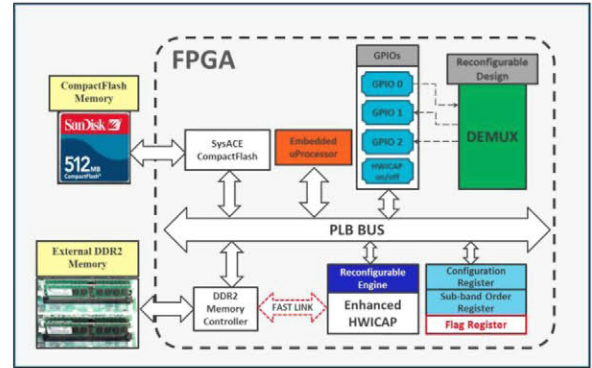 FPGA
CompactFlash
Memory
SanDisk
512MB
CompactFlash
SysACE
CompactFlash
Embedded
uProcessor
GPIOs
GPIO 0
GPIO 1
GPIO 2
HWICAP
on/off
Reconfigurable
Design
DEMUX
PLB BUS
External DDR2
Memory
DDR2
Memory
Controller
FAST LINK
Reconfigurable
Engine
Enhanced
HWICAP
Configuration
Register
Sub-band Order
Register
Flag Register